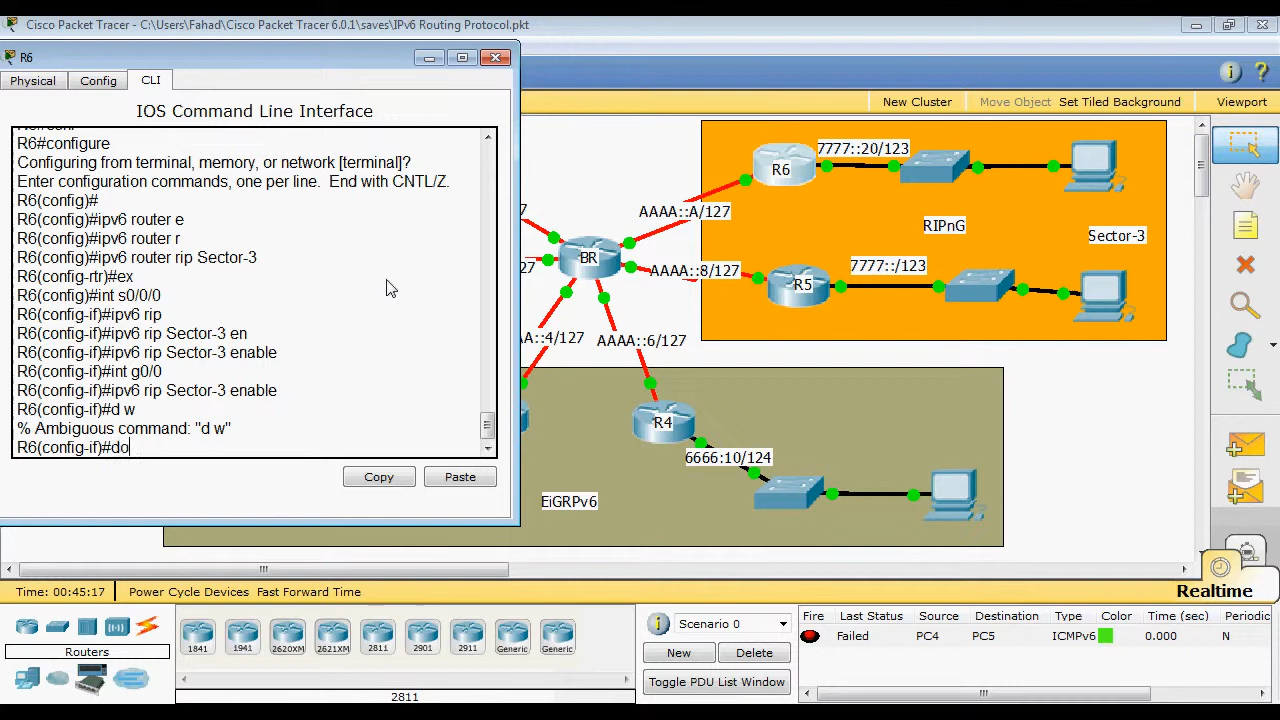 Cisco Packet Tracer - C:\Users\Fahad\Cisco Packet Tracer 6.0.1\saves\IPv6 Routing Protocol.pkt
R6
Physical
Config
CLI
IOS Command Line Interface
R6#configure
Configuring from terminal, memory, or network [terminal]?
Enter configuration commands, one per line.  End with CNTL/Z.
R6(config)#
R6(config)#ipv6 router e
R6(config)#ipv6 router r
R6(config)#ipv6 router rip Sector-3
R6(config-rtr)#ex
R6(config)#int s0/0/0
R6(config-if)#ipv6 rip
R6(config-if)#ipv6 rip Sector-3 en
R6(config-if)#ipv6 rip Sector-3 enable
R6(config-if)#int g0/0
R6(config-if)#ipv6 rip Sector-3 enable
R6(config-if)#d w
% Ambiguous command: "d w"
R6(config-if)#do
Copy
Paste
New Cluster
Move Object
Set Tiled Background
Viewport
R6
7777::20/123
AAAA::A/127
RIPnG
Sector-3
7
BR
27
AAAA::8/127
7777::/123
R5
A::4/127
AAAA::6/127
R4
6666:10/124
EiGRPv6
Time: 00:45:17
Power Cycle Devices
Fast Forward Time
Realtime
Routers
1841
1941
2620XM
2621XM
2811
2901
2911
Generic
Generic
2811
Scenario 0
New
Delete
Toggle PDU List Window
Fire
Last Status
Source
Destination
Type
Color
Time (sec)
Periodic
Failed
PC4
PC5
ICMPv6
0.000
N